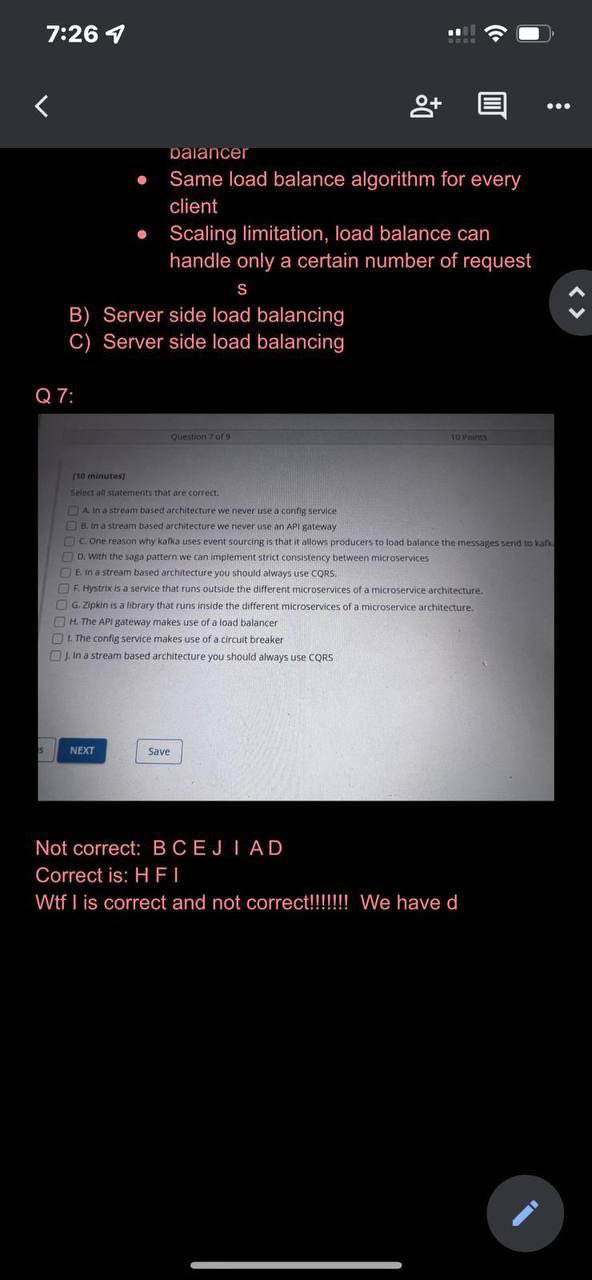 7:26
balancer
Same load balance algorithm for every
client
Scaling limitation, load balance can
handle only a certain number of request
s
B) Server side load balancing
C) Server side load balancing
Q 7:
Question 7 of 9
10 Points
[10 minutes]
Select all statements that are correct.
A. In a stream based architecture we never use a config service
B. In a stream based architecture we never use an API gateway
C. One reason why kafka uses event sourcing is that it allows producers to load balance the messages send to
D. With the saga pattern we can implement strict consistency between microservices
E. In a stream based architecture you should always use CQRS.
F. Hystrix is a service that runs outside the different microservices of a microservice architecture.
G. Zipkin is a library that runs inside the different microservices of a microservice architecture.
H. The API gateway makes use of a load balancer
I. The config service makes use of a circuit breaker
J. In a stream based architecture you should always use CQRS
s NEXT Save
Not correct: B C E J I A D
Correct is: H F I
Wtf I is correct and not correct!!!!!!! We have d